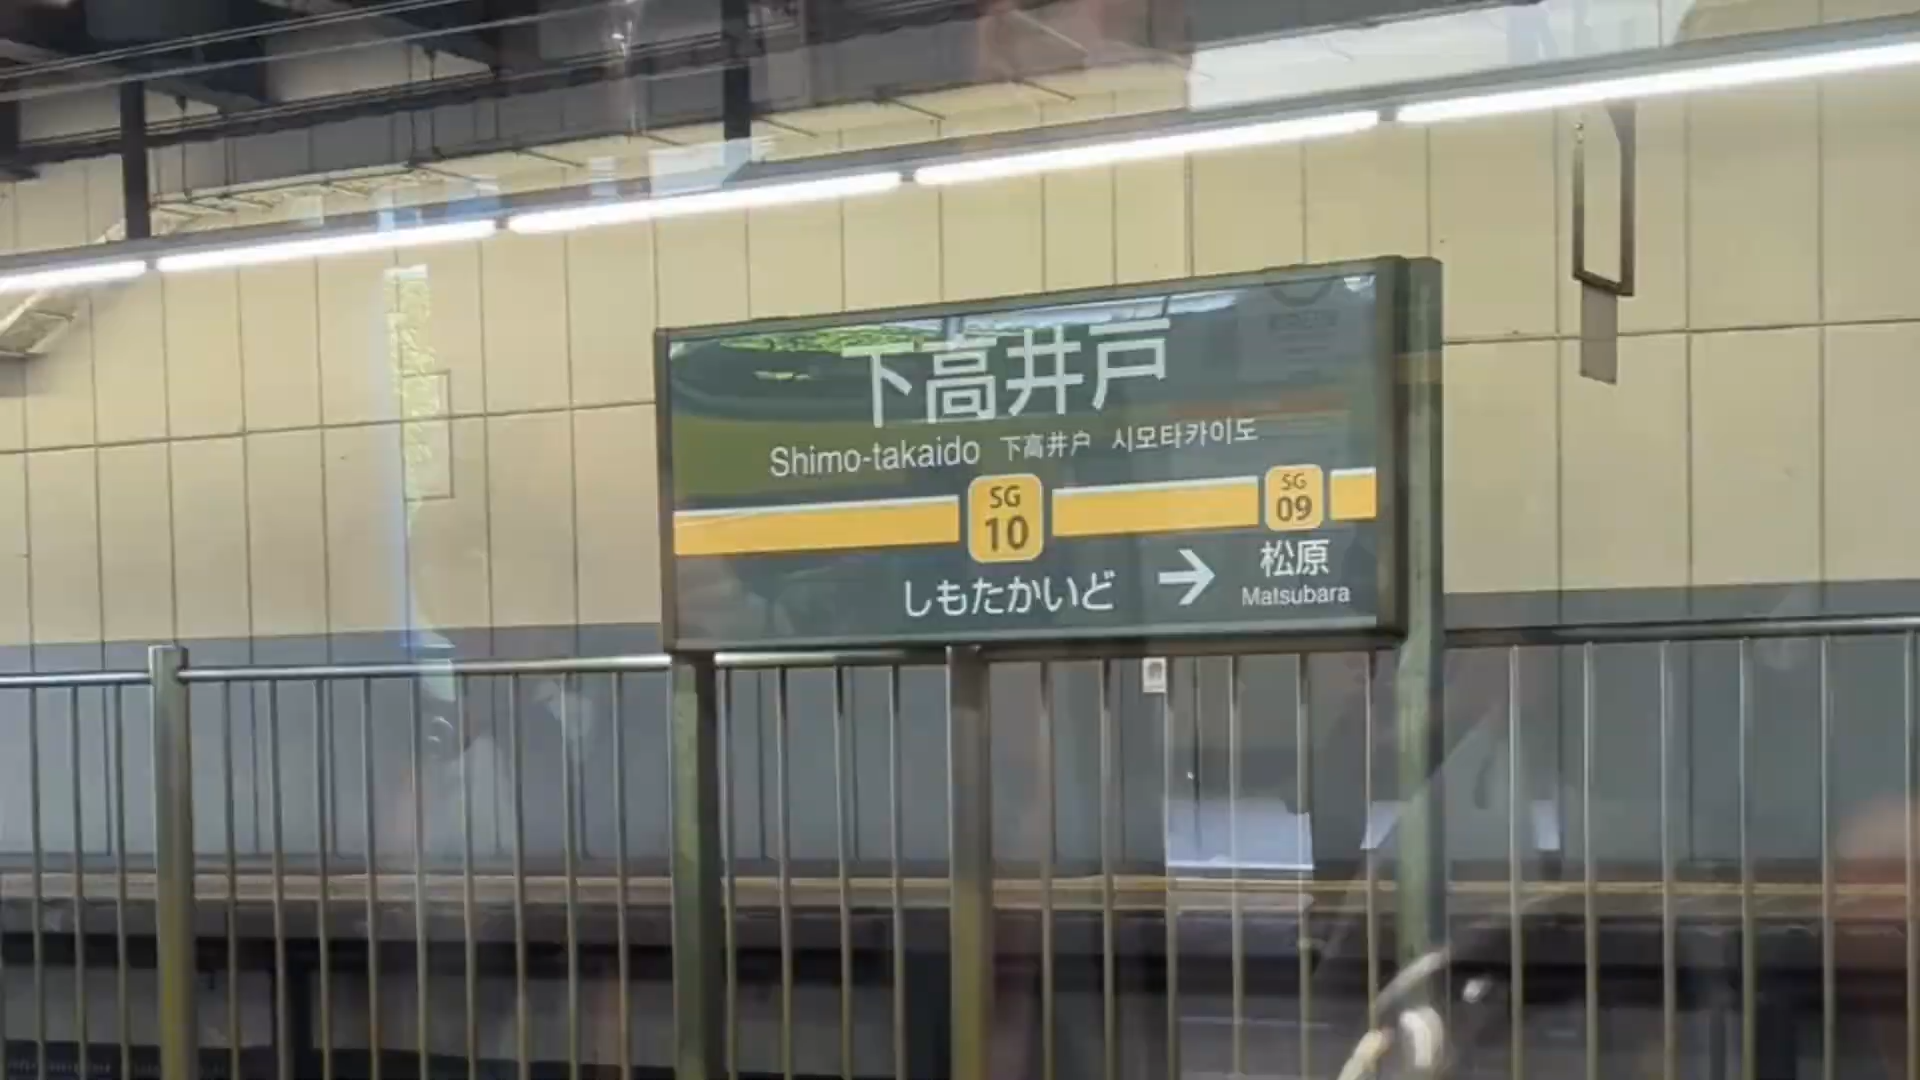 下高井戸
Shimo-takaido 下高井户 시모타카이도
SG
10
SG
09
しもたかいど → 松原
Matsubara